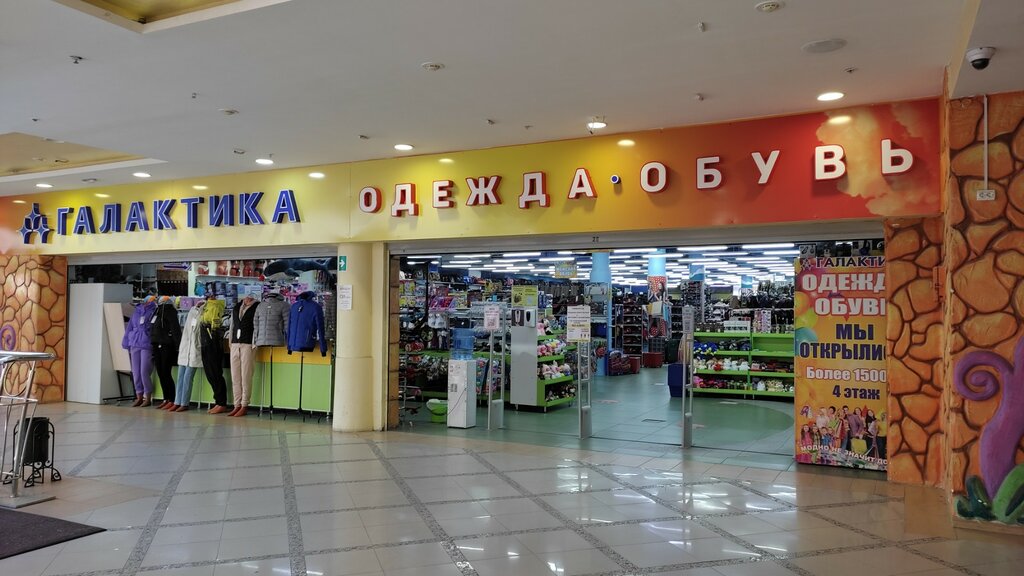 ГАЛАКТИКА
ОДЕЖДА·ОБУВЬ
ГАЛАКТИ
ОДЕЖД
ОБУВ
МЫ
ОТКРЫЛИ
Более 1500
4 этаж